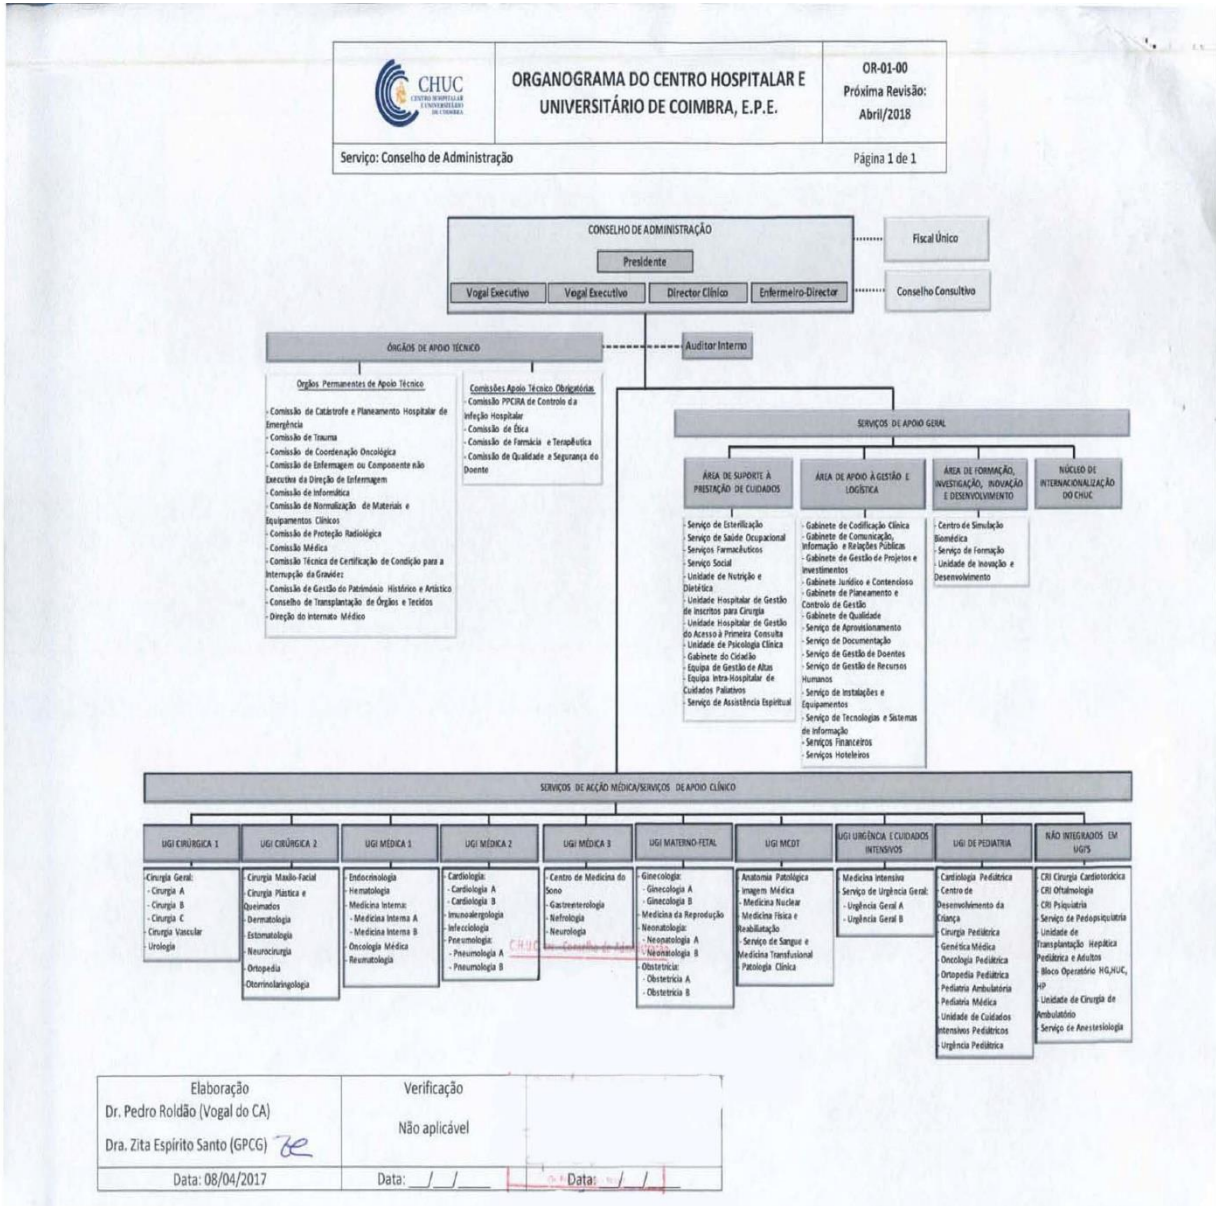 CHUC
CENTRO HOSPITALAR
E UNIVERSITÁRIO
DE COIMBRA
ORGANOGRAMA DO CENTRO HOSPITALAR E
UNIVERSITÁRIO DE COIMBRA, E.P.E.
OR-01-00
Próxima Revisão:
Abril/2018
Serviço: Conselho de Administração
Página 1 de 1
CONSELHO DE ADMINISTRAÇÃO
Presidente
Vogal Executivo
Vogal Executivo
Director Clínico
Enfermeiro-Director
Fiscal Único
Conselho Consultivo
ÓRGÃOS DE APOIO TÉCNICO
Auditor Interno
Orgãos Permanentes de Apoio Técnico
- Comissão de Catástrofe e Planeamento Hospitalar de
Emergência
- Comissão de Trauma
- Comissão de Coordenação Oncológica
- Comissão de Enfermagem ou Componente não
Executiva da Direção de Enfermagem
- Comissão de Informática
- Comissão de Normalização de Materiais e
Equipamentos Clínicos
- Comissão de Proteção Radiológica
- Comissão Médica
- Comissão Técnica de Certificação de Condição para a
Interrupção da Gravidez
- Comissão de Gestão do Património Histórico e Artístico
- Conselho de Transplantação de Órgãos e Tecidos
- Direção do Internato Médico
Comissões Apoio Técnico Obrigatórias
- Comissão PPCIRA de Controlo da
Infeção Hospitalar
- Comissão de Ética
- Comissão de Farmácia e Terapêutica
- Comissão de Qualidade e Segurança do
Doente
SERVIÇOS DE APOIO GERAL
ÁREA DE SUPORTE À
PRESTAÇÃO DE CUIDADOS
- Serviço de Esterilização
- Serviço de Saúde Ocupacional
- Serviços Farmacêuticos
- Serviço Social
- Unidade de Nutrição e
Dietética
- Unidade Hospitalar de Gestão
de Inscritos para Cirurgia
- Unidade Hospitalar de Gestão
do Acesso à Primeira Consulta
- Unidade de Psicologia Clínica
- Gabinete do Cidadão
- Equipa de Gestão de Altas
- Equipa Intra-Hospitalar de
Cuidados Paliativos
- Serviço de Assistência Espiritual
ÁREA DE APOIO À GESTÃO E
LOGÍSTICA
- Gabinete de Codificação Clínica
- Gabinete de Comunicação,
Informação e Relações Públicas
- Gabinete de Gestão de Projetos e
Investimentos
- Gabinete Jurídico e Contencioso
- Gabinete de Planeamento e
Controlo de Gestão
- Gabinete de Qualidade
- Serviço de Aprovisionamento
- Serviço de Documentação
- Serviço de Gestão de Doentes
- Serviço de Gestão de Recursos
Humanos
- Serviço de Instalações e
Equipamentos
- Serviço de Tecnologias e Sistemas
de Informação
- Serviços Financeiros
- Serviços Hoteleiros
ÁREA DE FORMAÇÃO,
INVESTIGAÇÃO, INOVAÇÃO
E DESENVOLVIMENTO
- Centro de Simulação
Biomédica
- Serviço de Formação
- Unidade de Inovação e
Desenvolvimento
NÚCLEO DE
INTERNACIONALIZAÇÃO
DO CHUC
SERVIÇOS DE ACÇÃO MÉDICA/SERVIÇOS DE APOIO CLÍNICO
UGI CIRÚRGICA 1
- Cirurgia Geral:
- Cirurgia A
- Cirurgia B
- Cirurgia C
- Cirurgia Vascular
- Urologia
UGI CIRÚRGICA 2
- Cirurgia Maxilo-Facial
- Cirurgia Plástica e
Queimados
- Dermatologia
- Estomatologia
- Neurocirurgia
- Ortopedia
- Otorrinolaringologia
UGI MÉDICA 1
- Endocrinologia
- Hematologia
- Medicina Interna:
- Medicina Interna A
- Medicina Interna B
- Oncologia Médica
- Reumatologia
UGI MÉDICA 2
- Cardiologia:
- Cardiologia A
- Cardiologia B
- Imunoalergologia
- Infecciologia
- Pneumologia:
- Pneumologia A
- Pneumologia B
UGI MÉDICA 3
- Centro de Medicina do
Sono
- Gastrenterologia
- Nefrologia
- Neurologia
CHUC - Conselho de Administração
UGI MATERNO-FETAL
- Ginecologia:
- Ginecologia A
- Ginacologia B
- Medicina da Reprodução
- Neonatologia:
- Neonatologia A
- Neonatologia B
- Obstetrícia:
- Obstetrícia A
- Obstetrícia B
UGI MCDT
- Anatomia Patológica
- Imagem Médica
- Medicina Nuclear
- Medicina Física e
Reabilitação
- Serviço de Sangue e
Medicina Transfusional
- Patologia Clínica
UGI URGÊNCIA E CUIDADOS
INTENSIVOS
- Medicina Intensiva
- Serviço de Urgência Geral:
- Urgência Geral A
- Urgência Geral B
UGI DE PEDIATRIA
- Cardiologia Pediátrica
- Centro de
Desenvolvimento da
Criança
- Cirurgia Pediátrica
- Genética Médica
- Oncologia Pediátrica
- Ortopedia Pediátrica
- Pediatria Ambulatória
- Pediatria Médica
- Unidade de Cuidados
Intensivos Pediátricos
- Urgência Pediátrica
NÃO INTEGRADOS EM
UGI'S
- CRI Cirurgia Cardiotorácica
- CRI Oftalmologia
- CRI Psiquiatria
- Serviço de Pedopsiquiatria
- Unidade de
Transplantação Hepática
Pediátrica e Adultos
- Bloco Operatório HG,HUC,
HP
- Unidade de Cirurgia de
Ambulatório
- Serviço de Anestesiologia
Elaboração
Dr. Pedro Roldão (Vogal do CA)
Dra. Zita Espírito Santo (GPCG)
Data: 08/04/2017
Verificação
Não aplicável
Data: __/__/____
Data: __/__/____